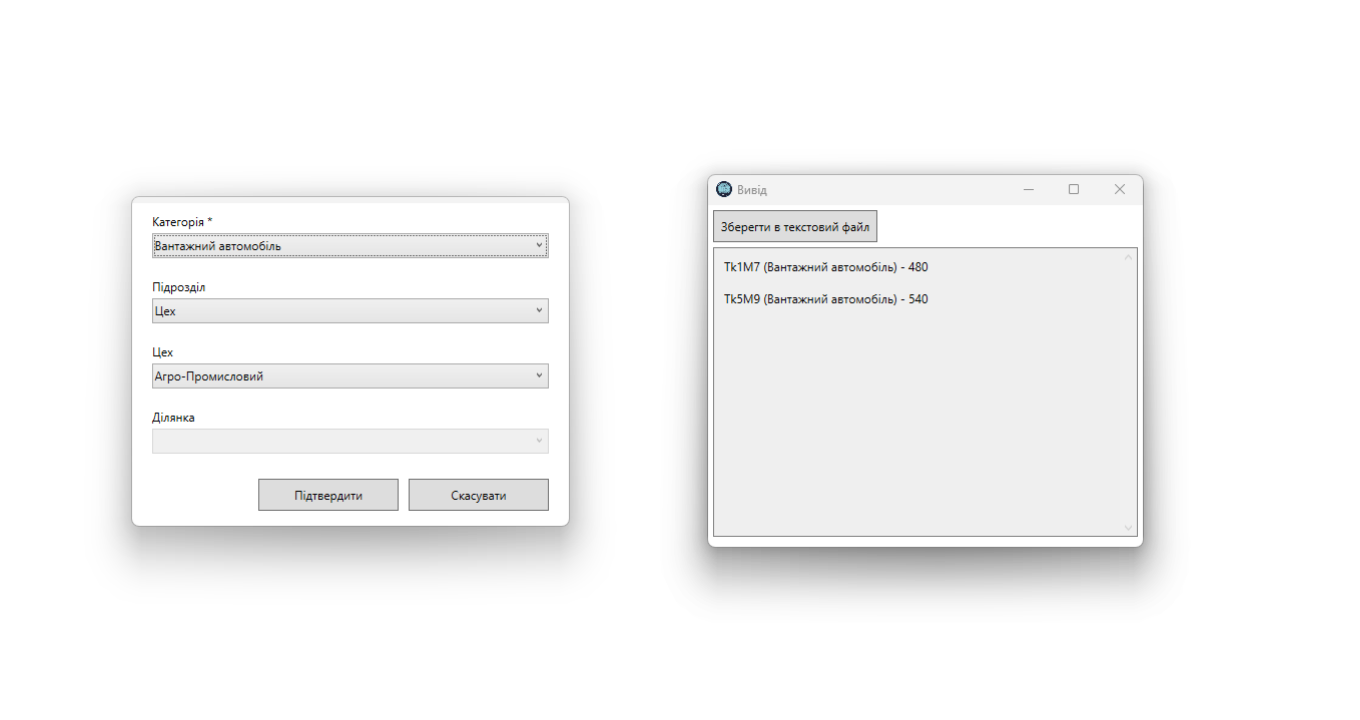 Категорія *
Вантажний автомобіль
Підрозділ
Цех
Цех
Агро-Промисловий
Ділянка
Підтвердити
Скасувати
Вивід
Зберегти в текстовий файл
Tk1M7 (Вантажний автомобіль) - 480
Tk5M9 (Вантажний автомобіль) - 540